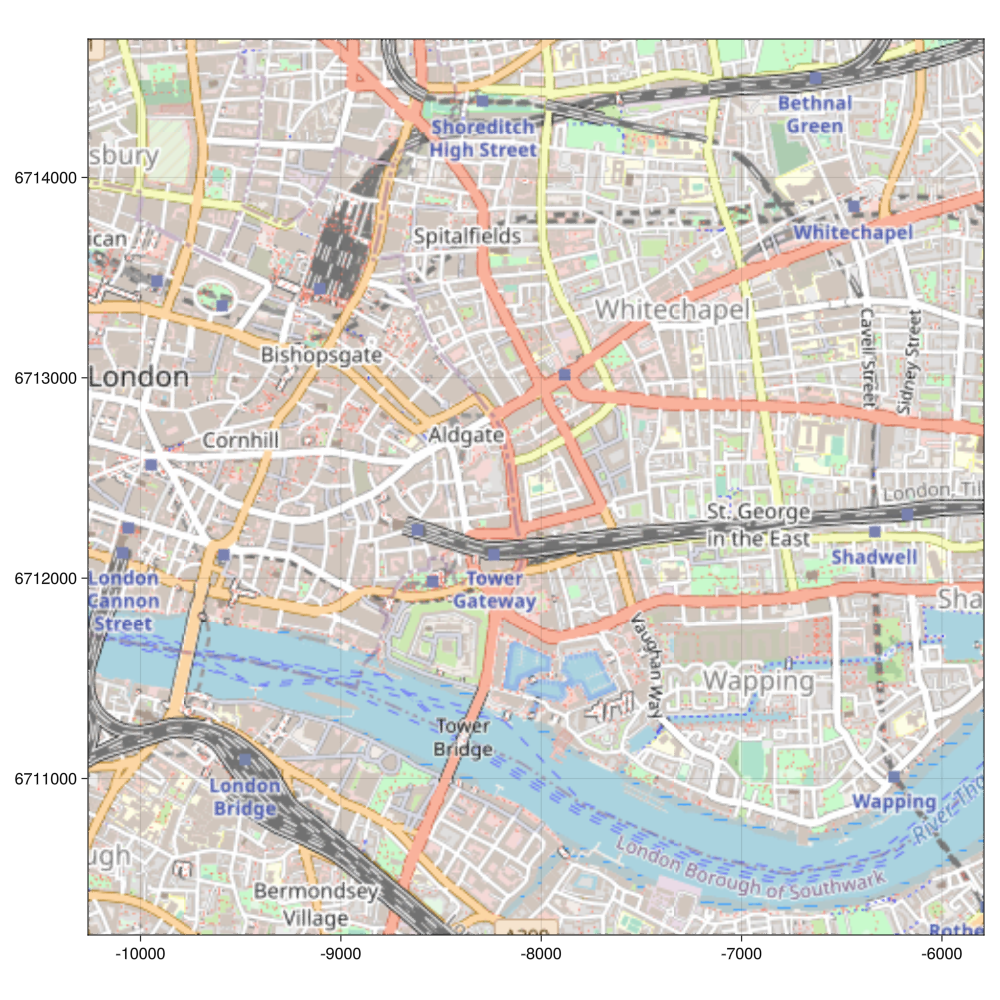 Bethnal
Green
Shoreditch
High Street
sbury
6714000
ican
Spitalfields
Whitechapel
Whitechapel
Cavell Street
Sidney Street
Bishopsgate
6713000
London
Cornhill
Aldgate
London, Til
St. George
in the East
Shadwell
6712000
London
Cannon
Street
Tower
Gateway
Sha
Vaughan Way
Wapping
Tower
Bridge
6711000
London
Bridge
Wapping
River Tha
London Borough of Southwark
ugh
Bermondsey
Village
Rothe
-10000
-9000
-8000
-7000
-6000